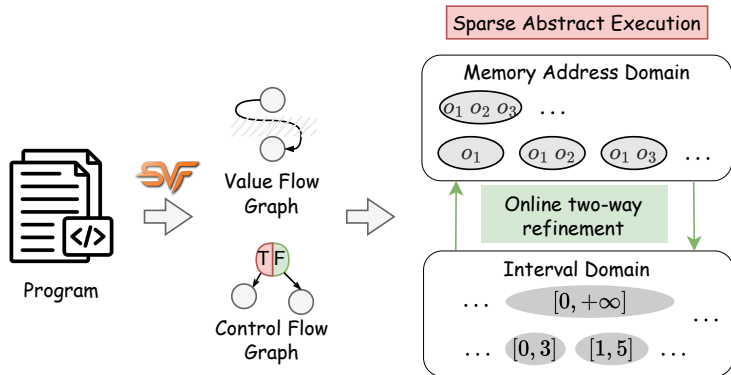 Sparse Abstract Execution
Memory Address Domain
o₁ o₂ o₃ ...
o₁ o₁ o₂ o₁ o₃ ...
SVF
</>
Program
Value Flow
Graph
T F
Control Flow
Graph
Online two-way
refinement
Interval Domain
... [0, +∞] ...
... [0, 3] [1, 5] ...